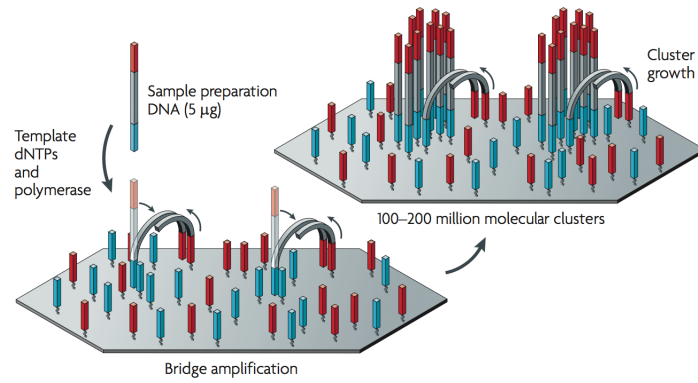 Sample preparation
DNA (5 μg)
Template
dNTPs
and
polymerase
Bridge amplification
Cluster
growth
100–200 million molecular clusters